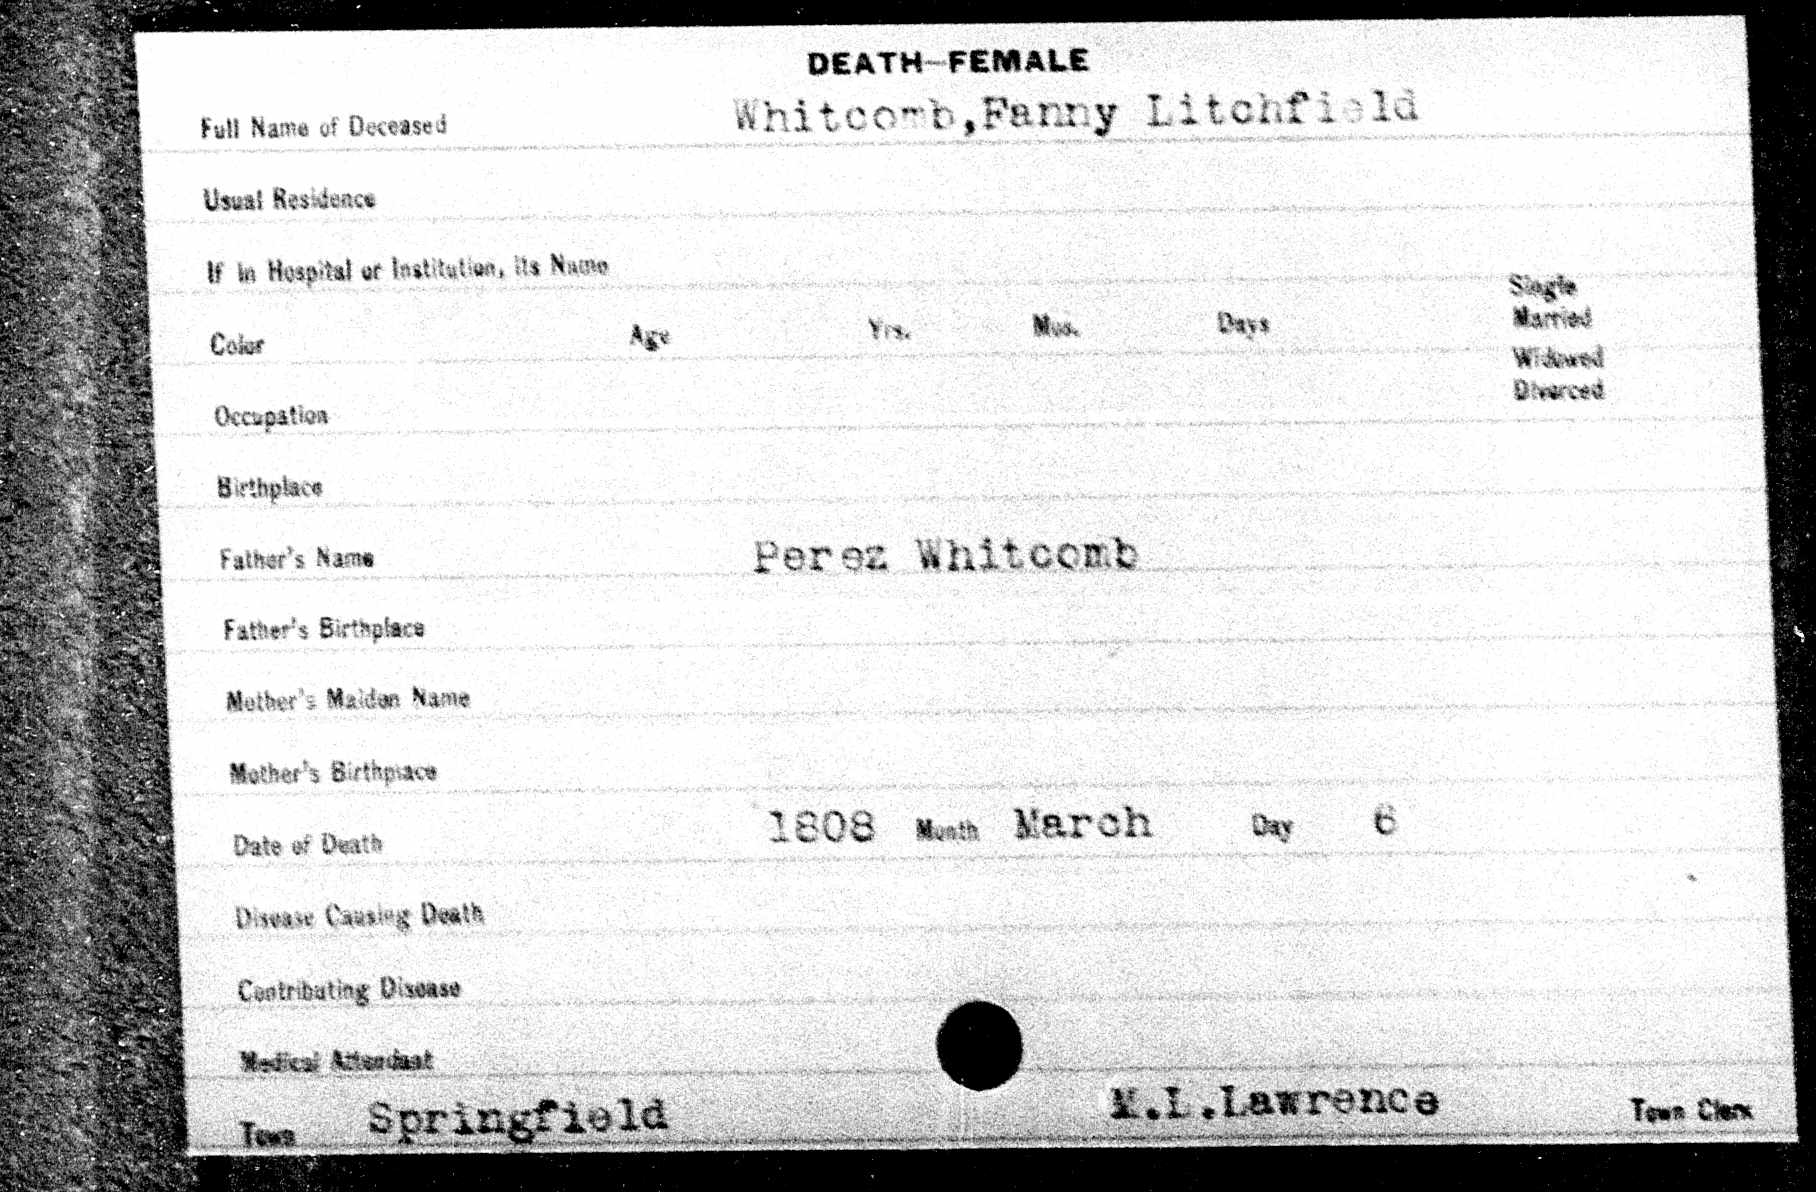 DEATH—FEMALE
Full Name of Deceased Whitcomb,Fanny Litchfield
Usual Residence
If in Hospital or Institution, its Name
Color Age Yrs. Mos. Days Single
Married
Widowed
Divorced
Occupation
Birthplace
Father's Name Perez Whitcomb
Father's Birthplace
Mother's Maiden Name
Mother's Birthplace
Date of Death 1808 Month March Day 6
Disease Causing Death
Contributing Disease
Medical Attendant
Town Springfield M.L.Lawrence Town Clerk